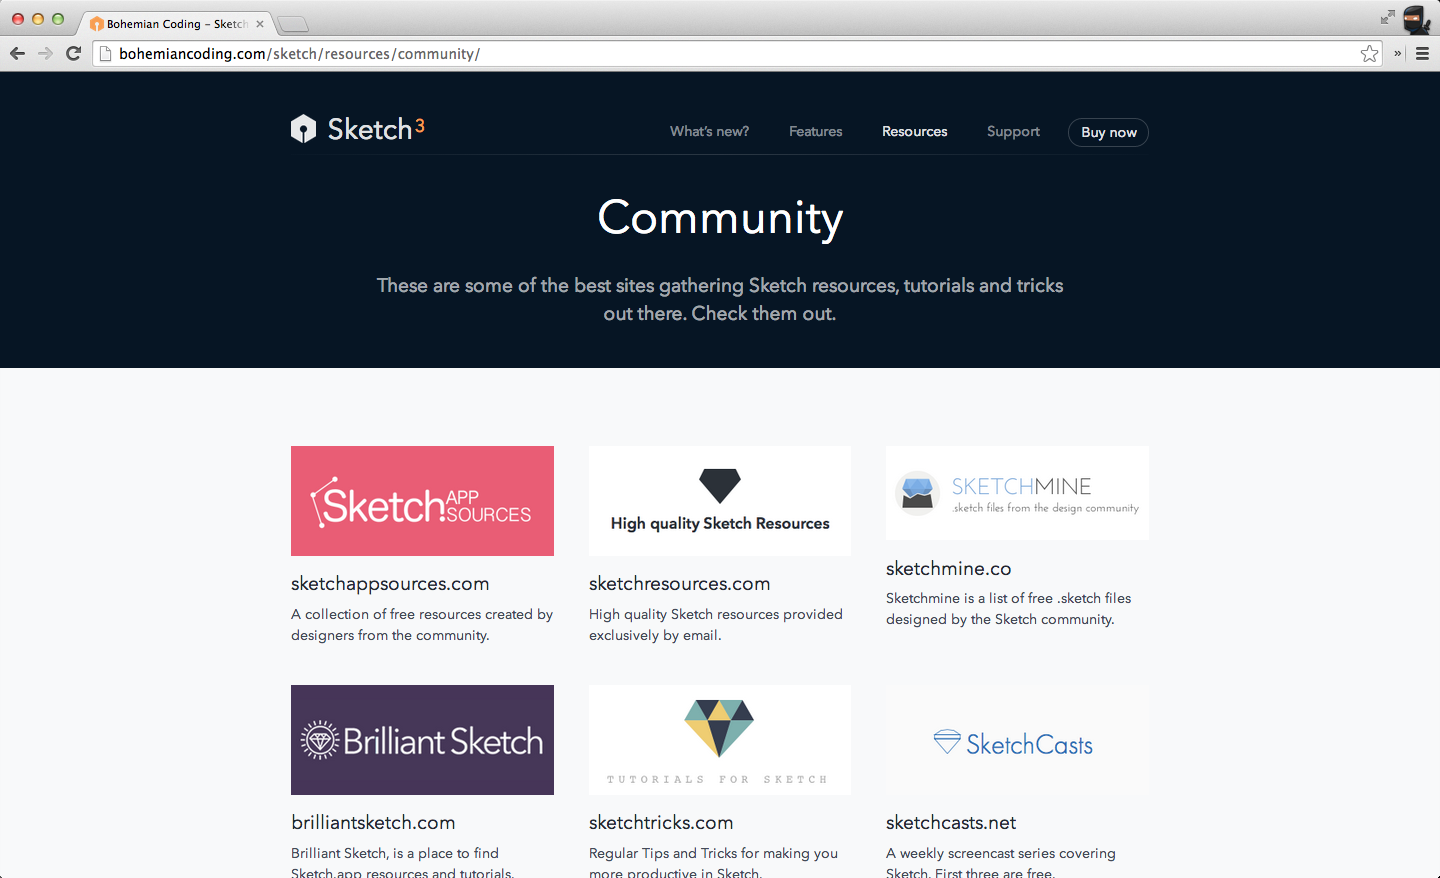 Bohemian Coding – Sketch
bohemiancoding.com/sketch/resources/community/
Sketch 3
What's new?
Features
Resources
Support
Buy now
Community
These are some of the best sites gathering Sketch resources, tutorials and tricks
out there. Check them out.
Sketch APP SOURCES
sketchappsources.com
A collection of free resources created by
designers from the community.
High quality Sketch Resources
sketchresources.com
High quality Sketch resources provided
exclusively by email.
SKETCHMINE
.sketch files from the design community
sketchmine.co
Sketchmine is a list of free .sketch files
designed by the Sketch community.
Brilliant Sketch
brilliantsketch.com
Brilliant Sketch, is a place to find
Sketch.app resources and tutorials.
TUTORIALS FOR SKETCH
sketchtricks.com
Regular Tips and Tricks for making you
more productive in Sketch.
SketchCasts
sketchcasts.net
A weekly screencast series covering
Sketch. First three are free.